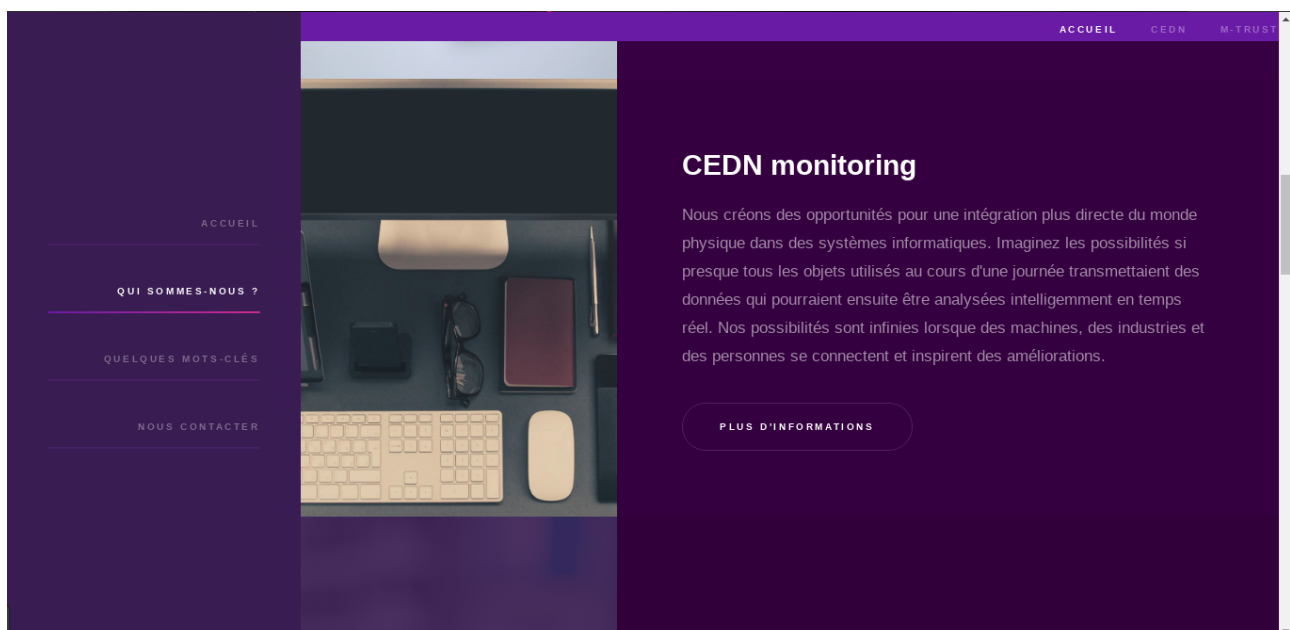 ACCUEIL CEDN M-TRUST
ACCUEIL
QUI SOMMES-NOUS ?
QUELQUES MOTS-CLÉS
NOUS CONTACTER
CEDN monitoring
Nous créons des opportunités pour une intégration plus directe du monde
physique dans des systèmes informatiques. Imaginez les possibilités si
presque tous les objets utilisés au cours d'une journée transmettaient des
données qui pourraient ensuite être analysées intelligemment en temps
réel. Nos possibilités sont infinies lorsque des machines, des industries et
des personnes se connectent et inspirent des améliorations.
PLUS D'INFORMATIONS